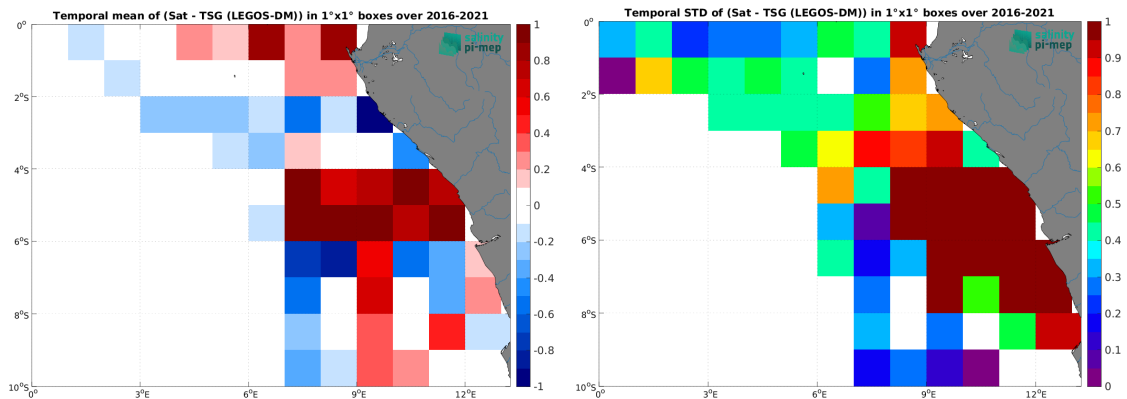 Temporal mean of (Sat - TSG (LEGOS-DM)) in 1°x1° boxes over 2016-2021
salinity
pi-mep
0°
2°S
4°S
6°S
8°S
10°S
0°
3°E
6°E
9°E
12°E
1
0.8
0.6
0.4
0.2
0
-0.2
-0.4
-0.6
-0.8
-1
Temporal STD of (Sat - TSG (LEGOS-DM)) in 1°x1° boxes over 2016-2021
salinity
pi-mep
0°
2°S
4°S
6°S
8°S
10°S
0°
3°E
6°E
9°E
12°E
1
0.9
0.8
0.7
0.6
0.5
0.4
0.3
0.2
0.1
0